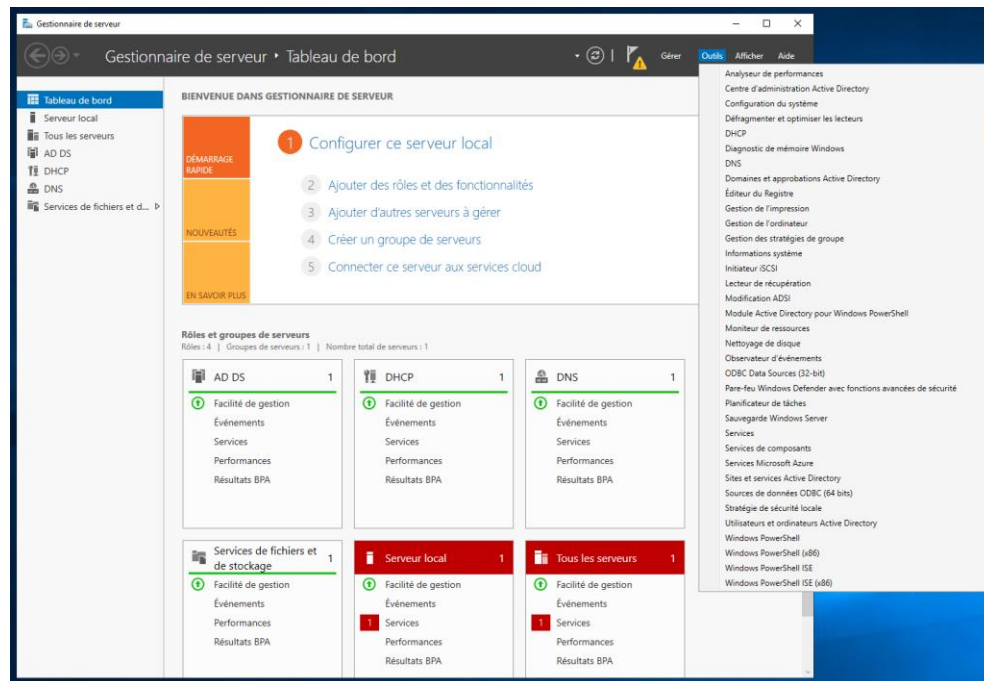 Gestionnaire de serveur
Gestionnaire de serveur • Tableau de bord
Gérer Outils Afficher Aide
Tableau de bord
Serveur local
Tous les serveurs
AD DS
DHCP
DNS
Services de fichiers et d...
BIENVENUE DANS GESTIONNAIRE DE SERVEUR
DÉMARRAGE
RAPIDE
NOUVEAUTÉS
EN SAVOIR PLUS
1 Configurer ce serveur local
2 Ajouter des rôles et des fonctionnalités
3 Ajouter d'autres serveurs à gérer
4 Créer un groupe de serveurs
5 Connecter ce serveur aux services cloud
Rôles et groupes de serveurs
Rôles : 4 | Groupes de serveurs : 1 | Nombre total de serveurs : 1
AD DS 1
Facilité de gestion
Événements
Services
Performances
Résultats BPA
DHCP 1
Facilité de gestion
Événements
Services
Performances
Résultats BPA
DNS 1
Facilité de gestion
Événements
Services
Performances
Résultats BPA
Services de fichiers et
de stockage 1
Facilité de gestion
Événements
Performances
Résultats BPA
Serveur local 1
Facilité de gestion
Événements
1 Services
Performances
Résultats BPA
Tous les serveurs 1
Facilité de gestion
Événements
1 Services
Performances
Résultats BPA
Analyseur de performances
Centre d'administration Active Directory
Configuration du système
Défragmenter et optimiser les lecteurs
DHCP
Diagnostic de mémoire Windows
DNS
Domaines et approbations Active Directory
Éditeur du Registre
Gestion de l'impression
Gestion de l'ordinateur
Gestion des stratégies de groupe
Informations système
Initiateur iSCSI
Lecteur de récupération
Modification ADSI
Module Active Directory pour Windows PowerShell
Moniteur de ressources
Nettoyage de disque
Observateur d'événements
ODBC Data Sources (32-bit)
Pare-feu Windows Defender avec fonctions avancées de sécurité
Planificateur de tâches
Sauvegarde Windows Server
Services
Services de composants
Services Microsoft Azure
Sites et services Active Directory
Sources de données ODBC (64 bits)
Stratégie de sécurité locale
Utilisateurs et ordinateurs Active Directory
Windows PowerShell
Windows PowerShell (x86)
Windows PowerShell ISE
Windows PowerShell ISE (x86)